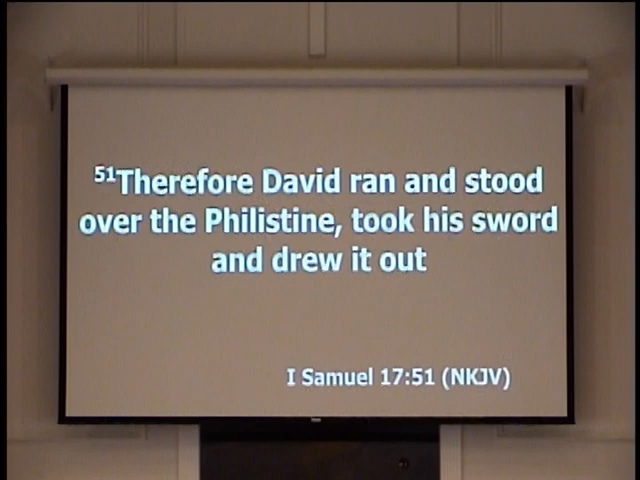 51Therefore David ran and stood
over the Philistine, took his sword
and drew it out
I Samuel 17:51 (NKJV)